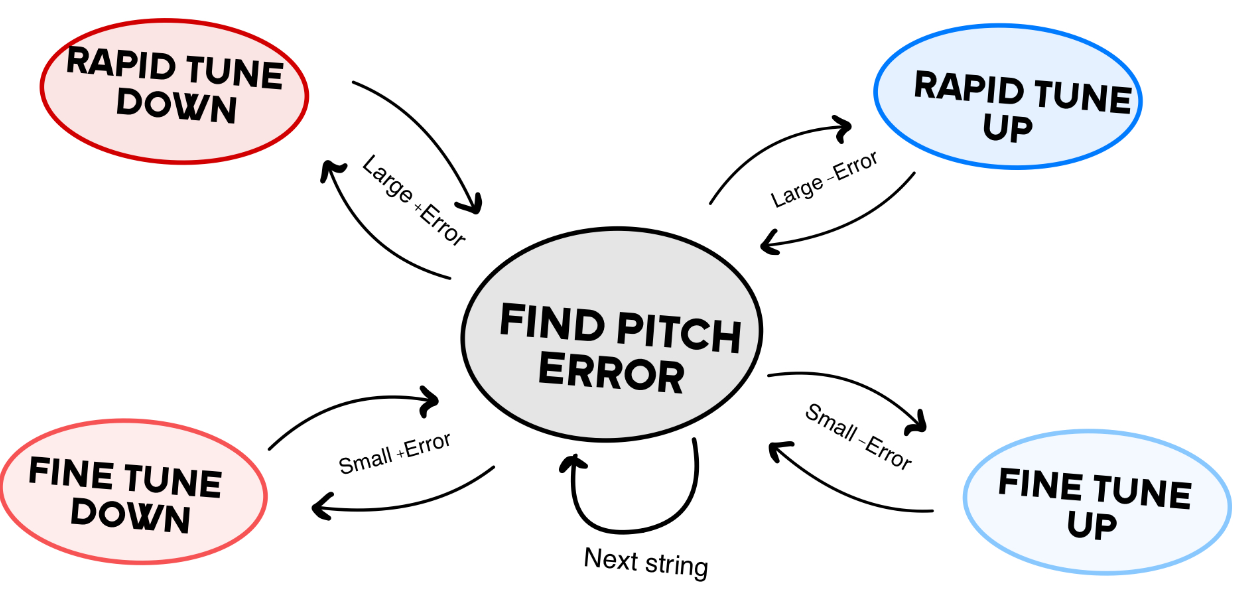 RAPID TUNE
DOWN
RAPID TUNE
UP
Large +Error
Large –Error
FIND PITCH
ERROR
Small +Error
Small –Error
FINE TUNE
DOWN
FINE TUNE
UP
Next string